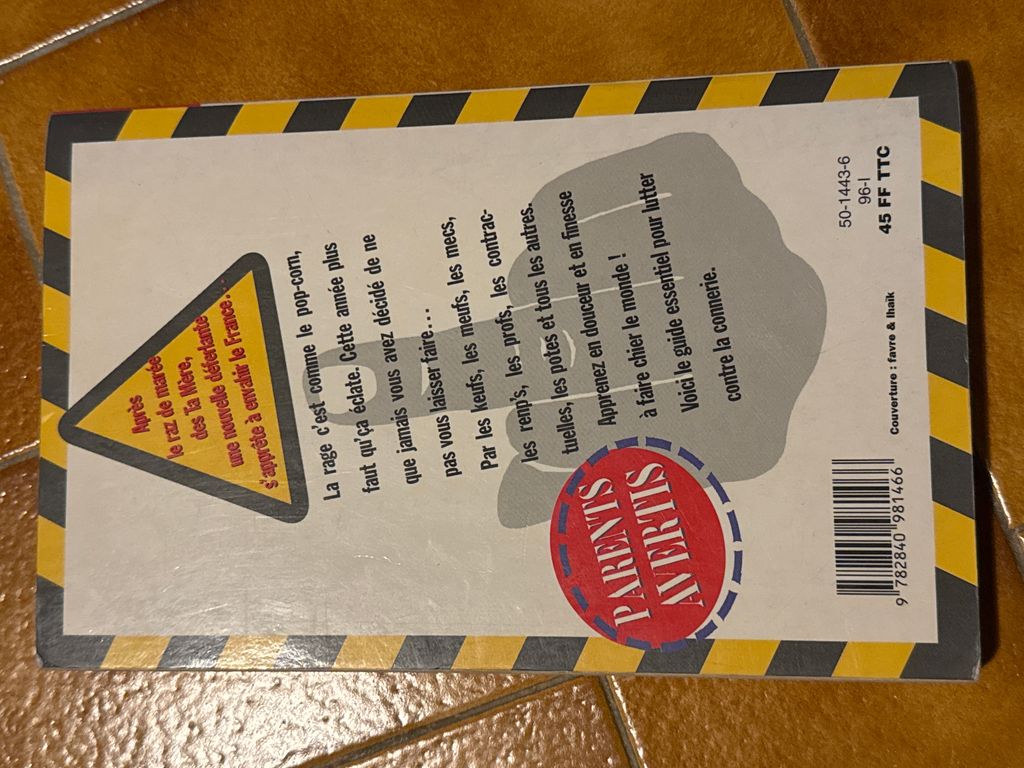 Après
le raz de marée
des Ta Mère,
une nouvelle déferlante
s'apprête à envahir le France...
La rage c'est comme le pop-corn,
faut qu'ça éclate. Cette année plus
que jamais vous avez décidé de ne
pas vous laisser faire...
Par les keufs, les meufs, les mecs,
les renp's, les profs, les contrac-
tuelles, les potes et tous les autres.
Apprenez en douceur et en finesse
à faire chier le monde !
Voici le guide essentiel pour lutter
contre la connerie.
PARENTS
AVERTIS
50-1443-6
96-I
45 FF TTC
Couverture : favre & lhaïk
9 782840 981466